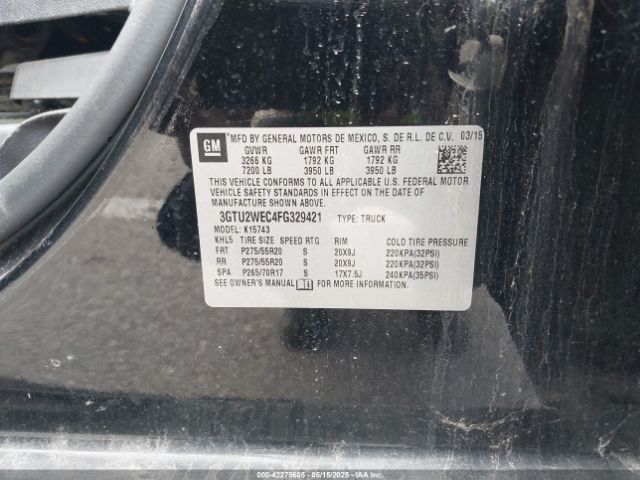 GM
MFD BY GENERAL MOTORS DE MEXICO, S. DE R.L. DE C.V. 03/15
GVWR GAWR FRT GAWR RR
3266 KG 1792 KG 1792 KG
7200 LB 3950 LB 3950 LB
THIS VEHICLE CONFORMS TO ALL APPLICABLE U.S. FEDERAL MOTOR
VEHICLE SAFETY STANDARDS IN EFFECT ON THE DATE OF
MANUFACTURE SHOWN ABOVE.
3GTU2WEC4FG329421 TYPE: TRUCK
MODEL: K15743
KHL5 TIRE SIZE SPEED RTG RIM COLD TIRE PRESSURE
FRT P275/55R20 S 20X9J 220KPA(32PSI)
RR P275/55R20 S 20X9J 220KPA(32PSI)
SPA P265/70R17 S 17X7.5J 240KPA(35PSI)
SEE OWNER'S MANUAL FOR MORE INFORMATION.
000-42275605 - 05/15/2025 - IAAI.COM